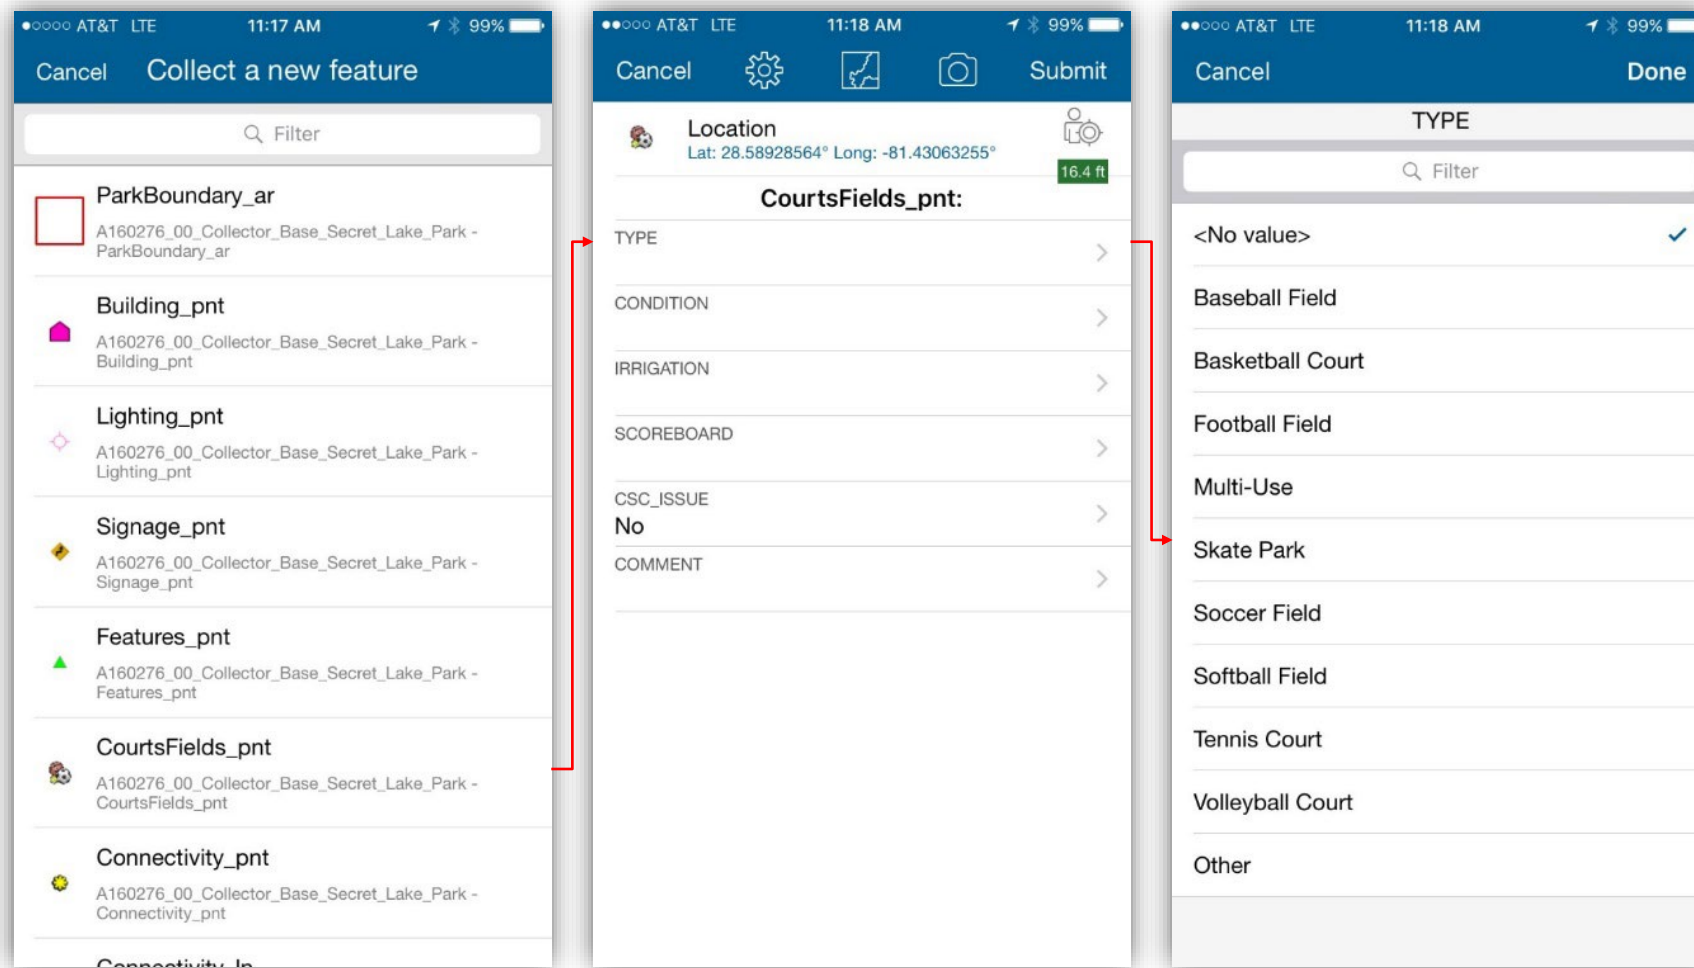 AT&T LTE 11:17 AM 99%
Cancel Collect a new feature
Filter
ParkBoundary_ar
A160276_00_Collector_Base_Secret_Lake_Park -
ParkBoundary_ar
Building_pnt
A160276_00_Collector_Base_Secret_Lake_Park -
Building_pnt
Lighting_pnt
A160276_00_Collector_Base_Secret_Lake_Park -
Lighting_pnt
Signage_pnt
A160276_00_Collector_Base_Secret_Lake_Park -
Signage_pnt
Features_pnt
A160276_00_Collector_Base_Secret_Lake_Park -
Features_pnt
CourtsFields_pnt
A160276_00_Collector_Base_Secret_Lake_Park -
CourtsFields_pnt
Connectivity_pnt
A160276_00_Collector_Base_Secret_Lake_Park -
Connectivity_pnt
AT&T LTE 11:18 AM 99%
Cancel Submit
Location
Lat: 28.58928564° Long: -81.43063255°
16.4 ft
CourtsFields_pnt:
TYPE
CONDITION
IRRIGATION
SCOREBOARD
CSC_ISSUE
No
COMMENT
AT&T LTE 11:18 AM 99%
Cancel Done
TYPE
Filter
<No value>
Baseball Field
Basketball Court
Football Field
Multi-Use
Skate Park
Soccer Field
Softball Field
Tennis Court
Volleyball Court
Other